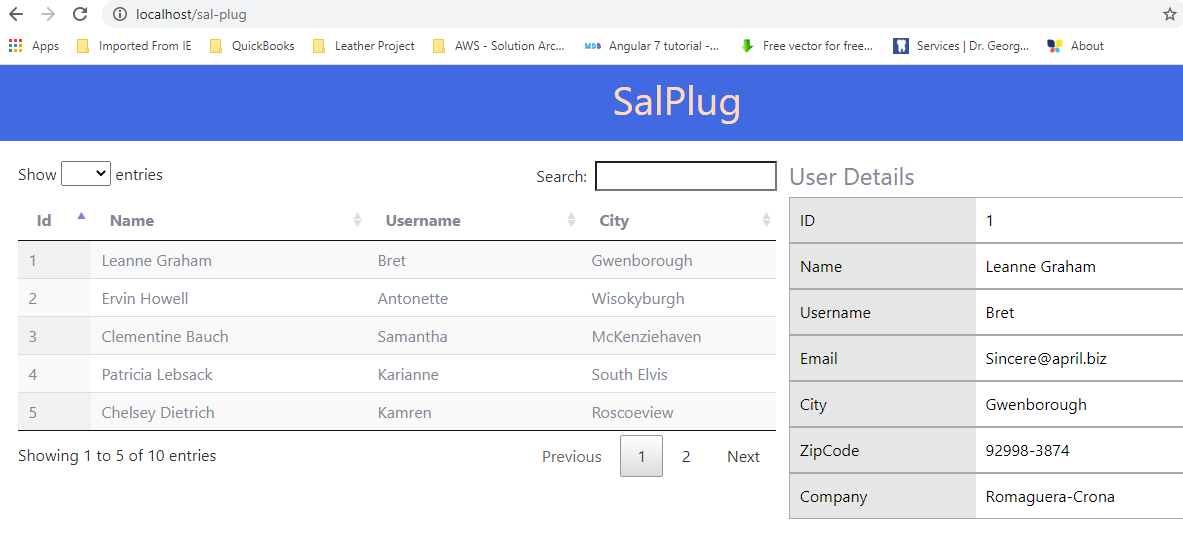 localhost/sal-plug
Apps Imported From IE QuickBooks Leather Project AWS - Solution Arc... MDB Angular 7 tutorial -... Free vector for free... Services | Dr. Georg... About
SalPlug
Show entries Search:
Id Name Username City
1 Leanne Graham Bret Gwenborough
2 Ervin Howell Antonette Wisokyburgh
3 Clementine Bauch Samantha McKenziehaven
4 Patricia Lebsack Karianne South Elvis
5 Chelsey Dietrich Kamren Roscoeview
Showing 1 to 5 of 10 entries Previous 1 2 Next
User Details
ID 1
Name Leanne Graham
Username Bret
Email Sincere@april.biz
City Gwenborough
ZipCode 92998-3874
Company Romaguera-Crona